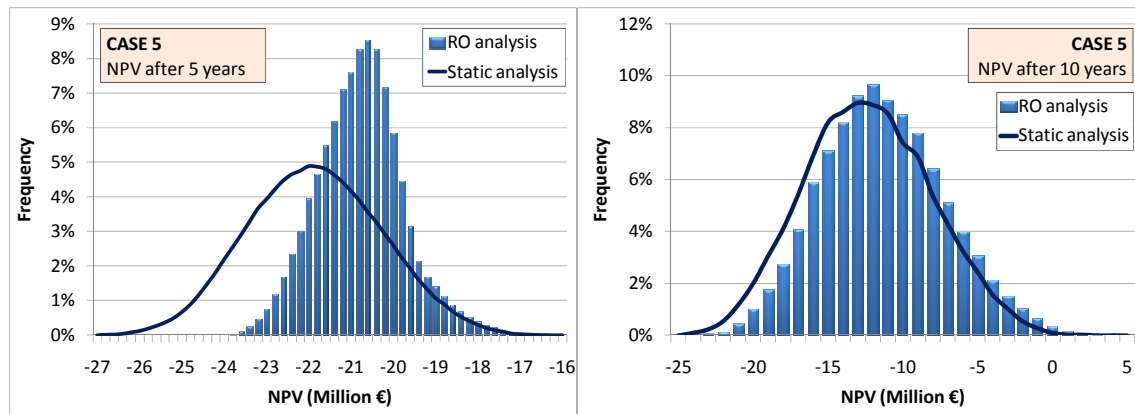 CASE 5
NPV after 5 years
RO analysis
Static analysis
9%
8%
7%
6%
5%
4%
3%
2%
1%
0%
Frequency
-27 -26 -25 -24 -23 -22 -21 -20 -19 -18 -17 -16
NPV (Million €)
CASE 5
NPV after 10 years
RO analysis
Static analysis
12%
10%
8%
6%
4%
2%
0%
Frequency
-25 -20 -15 -10 -5 0 5
NPV (Million €)